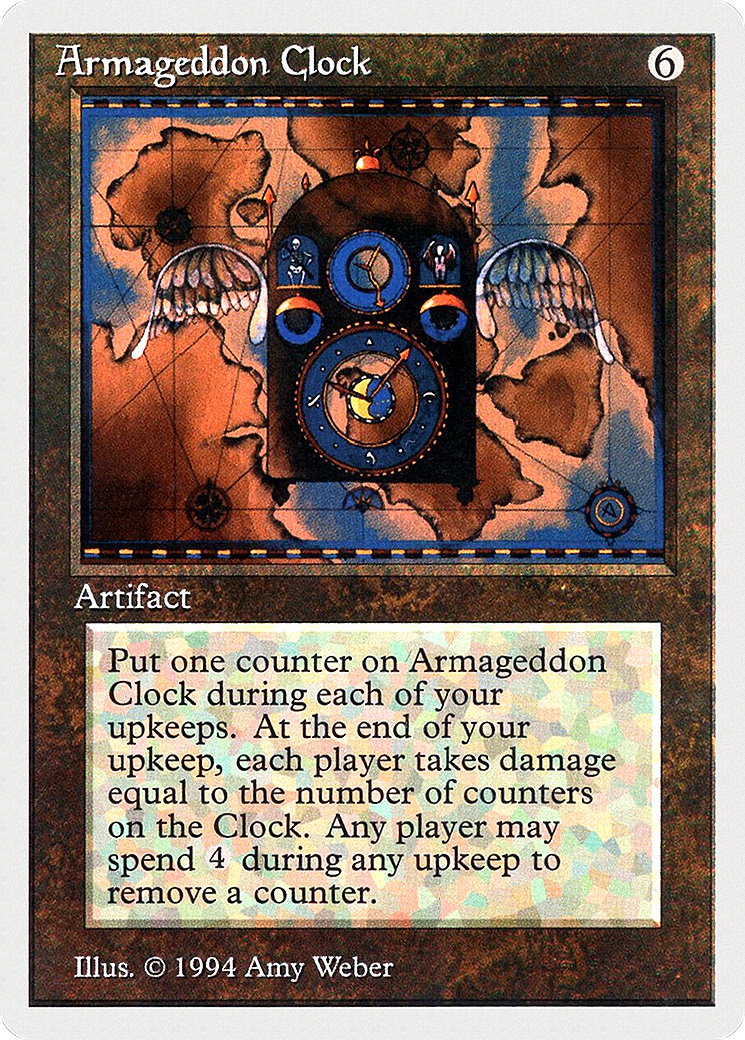 Armageddon Clock 6
Artifact
Put one counter on Armageddon
Clock during each of your
upkeeps. At the end of your
upkeep, each player takes damage
equal to the number of counters
on the Clock. Any player may
spend 4 during any upkeep to
remove a counter.
Illus. © 1994 Amy Weber